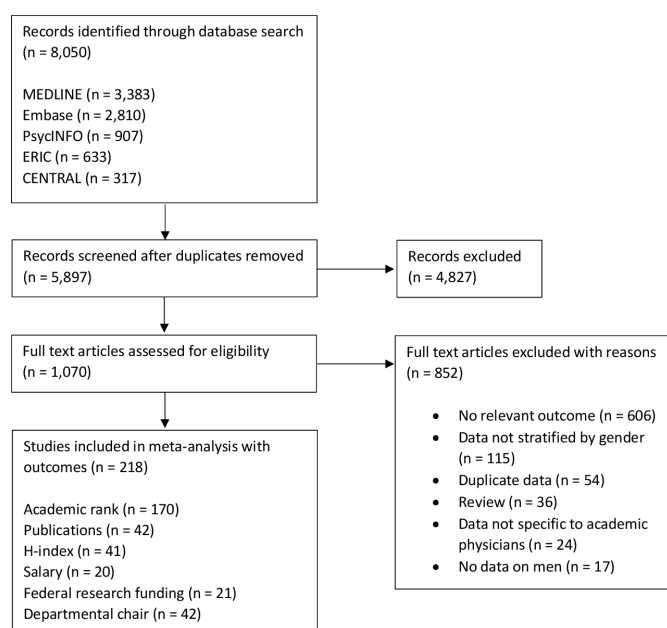 Records identified through database search
(n = 8,050)
MEDLINE (n = 3,383)
Embase (n = 2,810)
PsycINFO (n = 907)
ERIC (n = 633)
CENTRAL (n = 317)
Records screened after duplicates removed
(n = 5,897)
Records excluded
(n = 4,827)
Full text articles assessed for eligibility
(n = 1,070)
Full text articles excluded with reasons
(n = 852)
• No relevant outcome (n = 606)
• Data not stratified by gender
(n = 115)
• Duplicate data (n = 54)
• Review (n = 36)
• Data not specific to academic
physicians (n = 24)
• No data on men (n = 17)
Studies included in meta-analysis with
outcomes (n = 218)
Academic rank (n = 170)
Publications (n = 42)
H-index (n = 41)
Salary (n = 20)
Federal research funding (n = 21)
Departmental chair (n = 42)